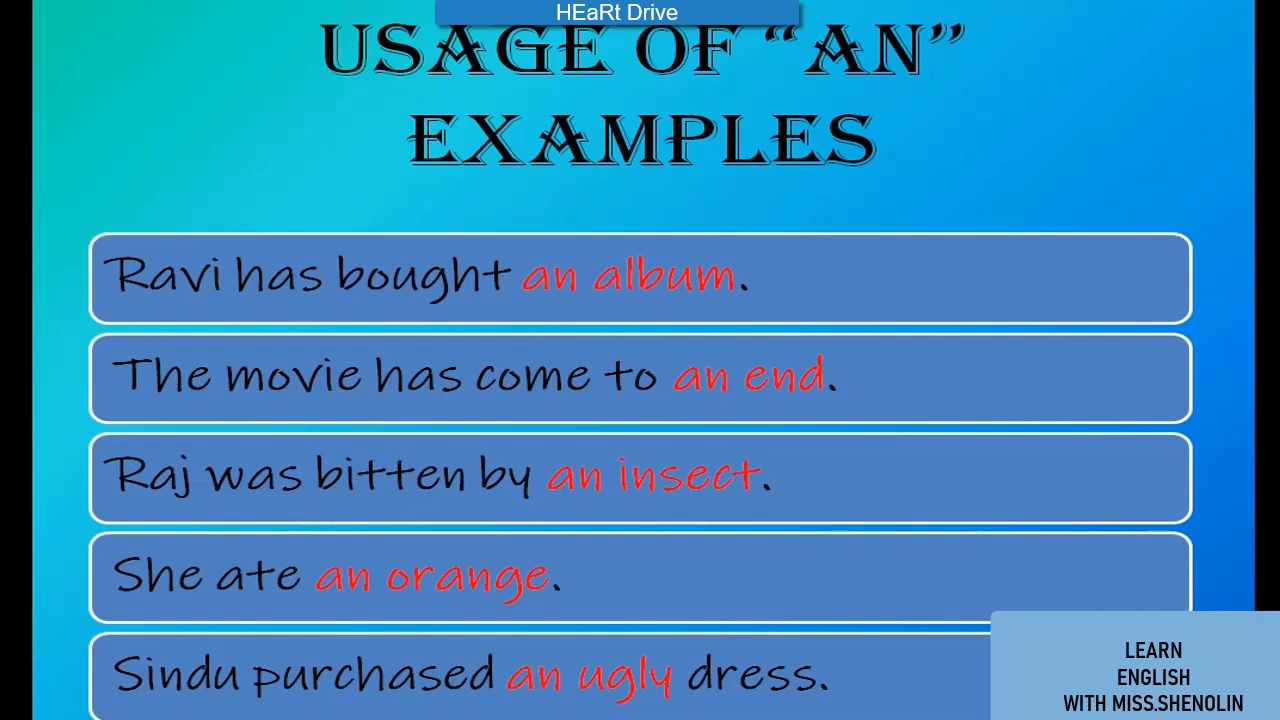 HEaRt Drive
USAGE OF “AN”
EXAMPLES
Ravi has bought an album.
The movie has come to an end.
Raj was bitten by an insect.
She ate an orange.
Sindu purchased an ugly dress.
LEARN
ENGLISH
WITH MISS.SHENOLIN